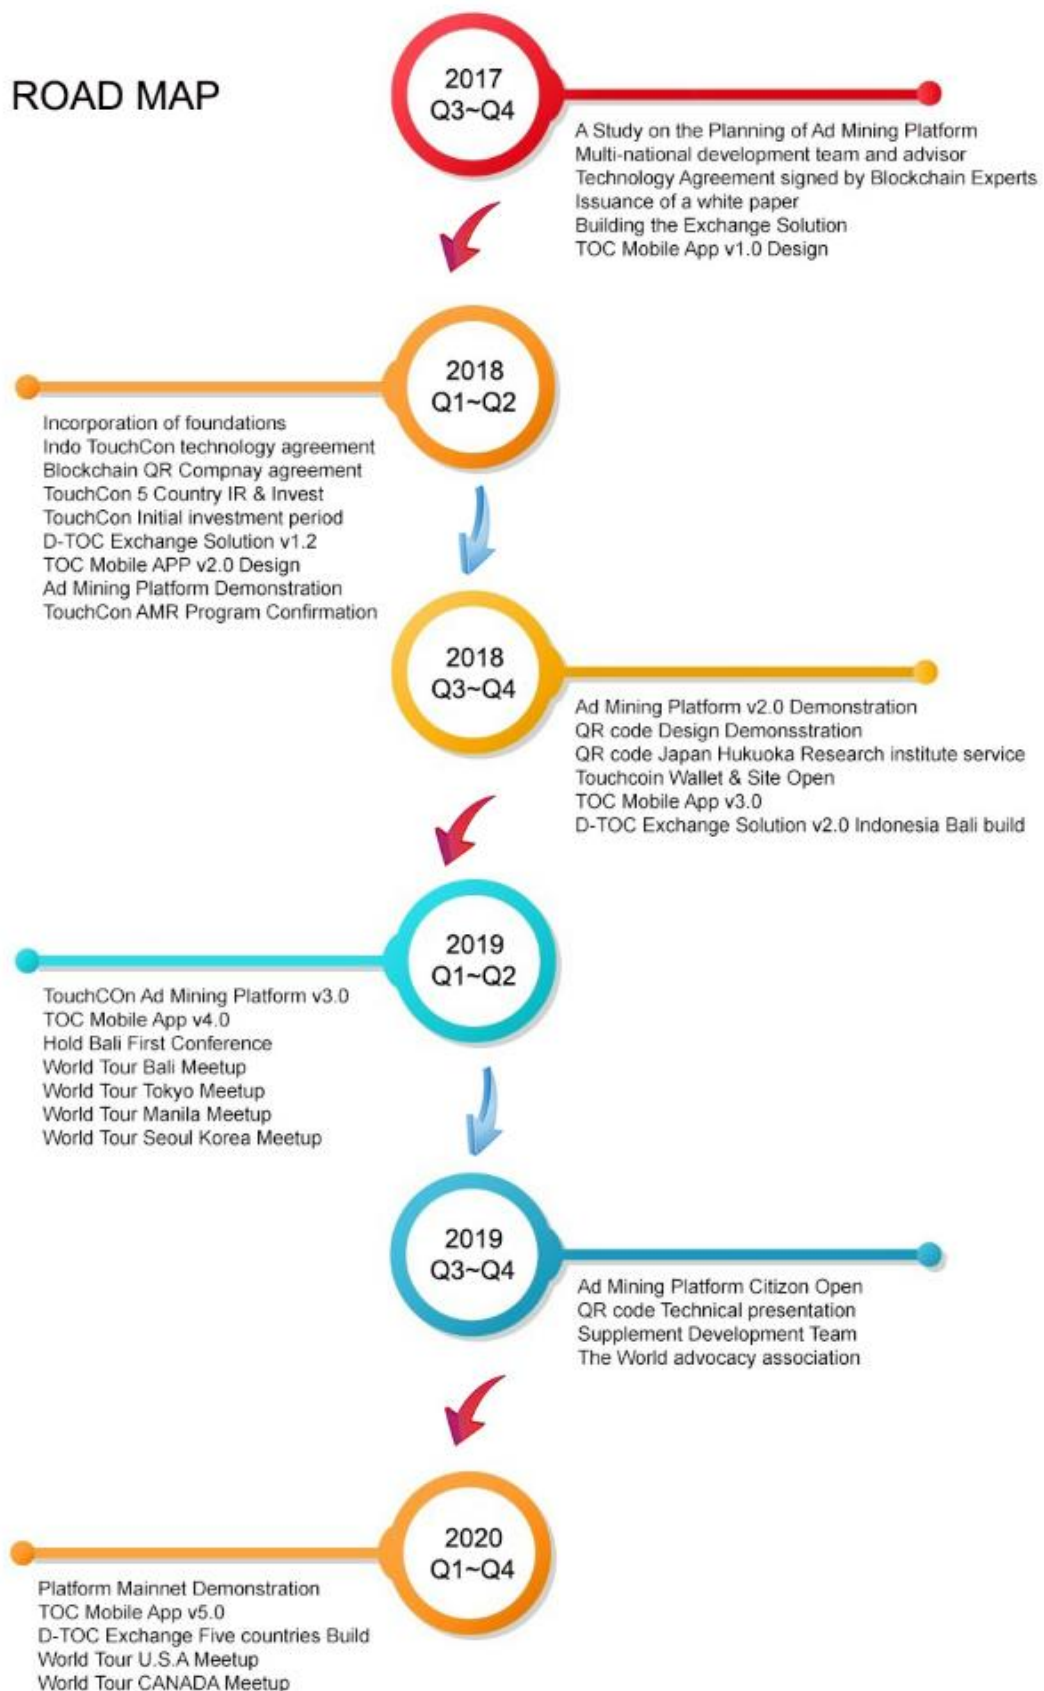 ROAD MAP
2017
Q3~Q4
A Study on the Planning of Ad Mining Platform
Multi-national development team and advisor
Technology Agreement signed by Blockchain Experts
Issuance of a white paper
Building the Exchange Solution
TOC Mobile App v1.0 Design
2018
Q1~Q2
Incorporation of foundations
Indo TouchCon technology agreement
Blockchain QR Compnay agreement
TouchCon 5 Country IR & Invest
TouchCon Initial investment period
D-TOC Exchange Solution v1.2
TOC Mobile APP v2.0 Design
Ad Mining Platform Demonstration
TouchCon AMR Program Confirmation
2018
Q3~Q4
Ad Mining Platform v2.0 Demonstration
QR code Design Demonsstration
QR code Japan Hukuoka Research institute service
Touchcoin Wallet & Site Open
TOC Mobile App v3.0
D-TOC Exchange Solution v2.0 Indonesia Bali build
2019
Q1~Q2
TouchCOn Ad Mining Platform v3.0
TOC Mobile App v4.0
Hold Bali First Conference
World Tour Bali Meetup
World Tour Tokyo Meetup
World Tour Manila Meetup
World Tour Seoul Korea Meetup
2019
Q3~Q4
Ad Mining Platform Citizon Open
QR code Technical presentation
Supplement Development Team
The World advocacy association
2020
Q1~Q4
Platform Mainnet Demonstration
TOC Mobile App v5.0
D-TOC Exchange Five countries Build
World Tour U.S.A Meetup
World Tour CANADA Meetup